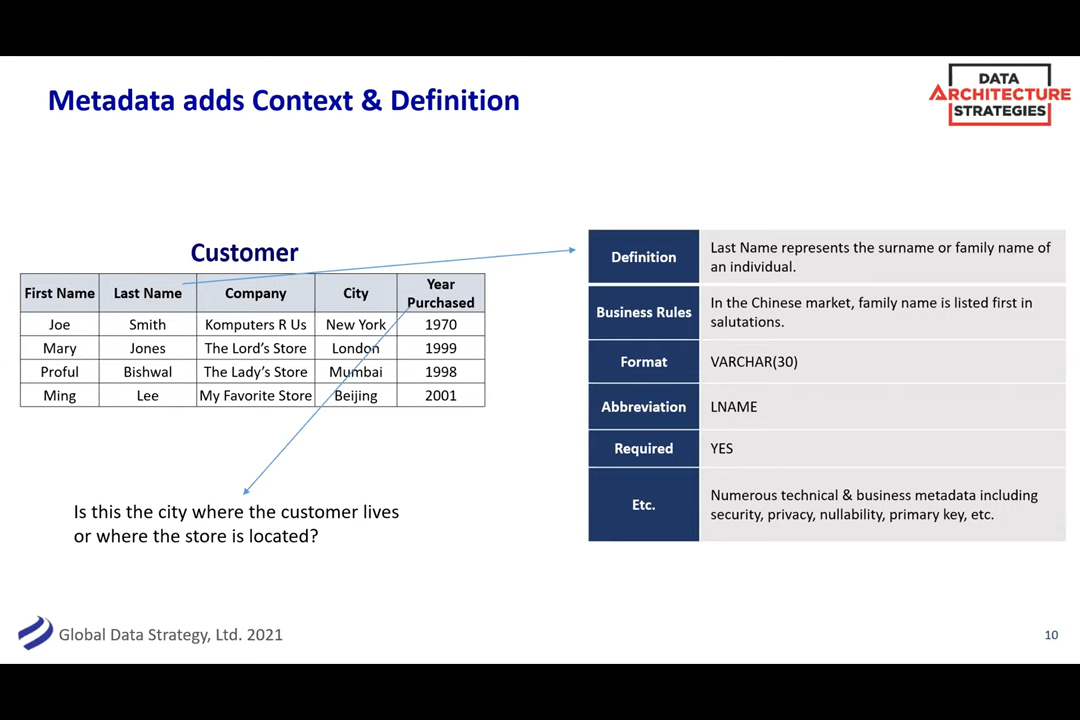 Metadata adds Context & Definition
DATA
ARCHITECTURE
STRATEGIES
Customer
First Name Last Name Company City Year Purchased
Joe Smith Komputers R Us New York 1970
Mary Jones The Lord's Store London 1999
Proful Bishwal The Lady's Store Mumbai 1998
Ming Lee My Favorite Store Beijing 2001
Is this the city where the customer lives
or where the store is located?
Definition Last Name represents the surname or family name of
an individual.
Business Rules In the Chinese market, family name is listed first in
salutations.
Format VARCHAR(30)
Abbreviation LNAME
Required YES
Etc. Numerous technical & business metadata including
security, privacy, nullability, primary key, etc.
Global Data Strategy, Ltd. 2021
10